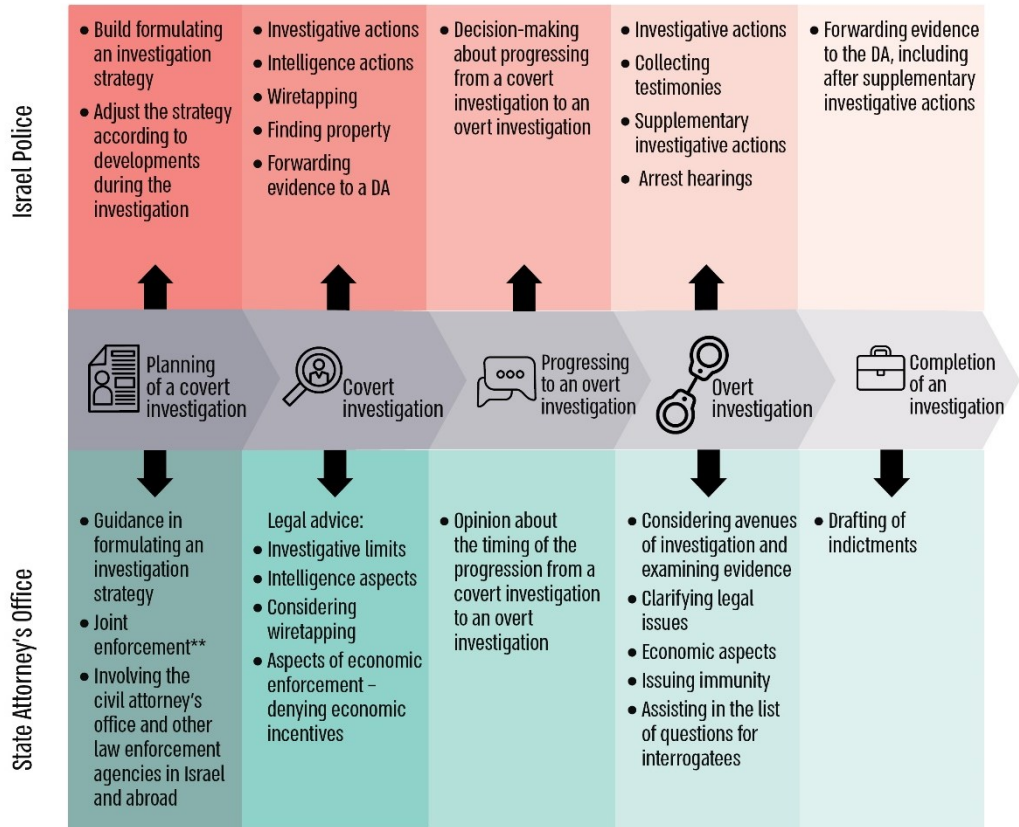 Israel Police
• Build formulating
an investigation
strategy
• Adjust the strategy
according to
developments
during the
investigation
• Investigative actions
• Intelligence actions
• Wiretapping
• Finding property
• Forwarding
evidence to a DA
• Decision-making
about progressing
from a covert
investigation to an
overt investigation
• Investigative actions
• Collecting
testimonies
• Supplementary
investigative actions
• Arrest hearings
• Forwarding evidence
to the DA, including
after supplementary
investigative actions
Planning
of a covert
investigation
Covert
investigation
Progressing
to an overt
investigation
Overt
investigation
Completion
of an
investigation
State Attorney's Office
• Guidance in
formulating an
investigation
strategy
• Joint
enforcement**
• Involving the
civil attorney's
office and other
law enforcement
agencies in Israel
and abroad
Legal advice:
• Investigative limits
• Intelligence aspects
• Considering
wiretapping
• Aspects of economic
enforcement –
denying economic
incentives
• Opinion about
the timing of the
progression from a
covert investigation
to an overt
investigation
• Considering avenues
of investigation and
examining evidence
• Clarifying legal
issues
• Economic aspects
• Issuing immunity
• Assisting in the list
of questions for
interrogatees
• Drafting of
indictments